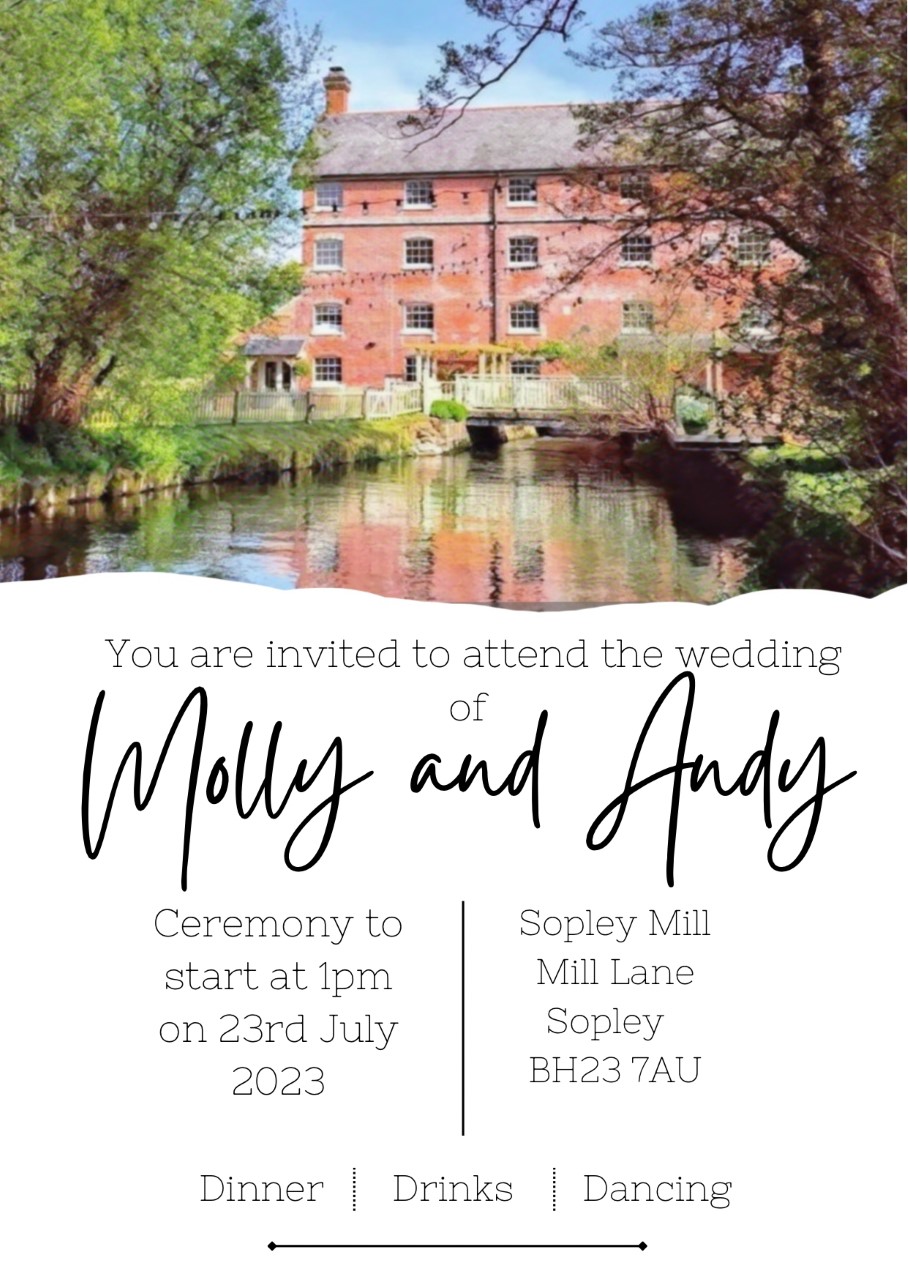 You are invited to attend the wedding
of
Molly and Andy
Ceremony to
start at 1pm
on 23rd July
2023
Sopley Mill
Mill Lane
Sopley
BH23 7AU
Dinner Drinks Dancing